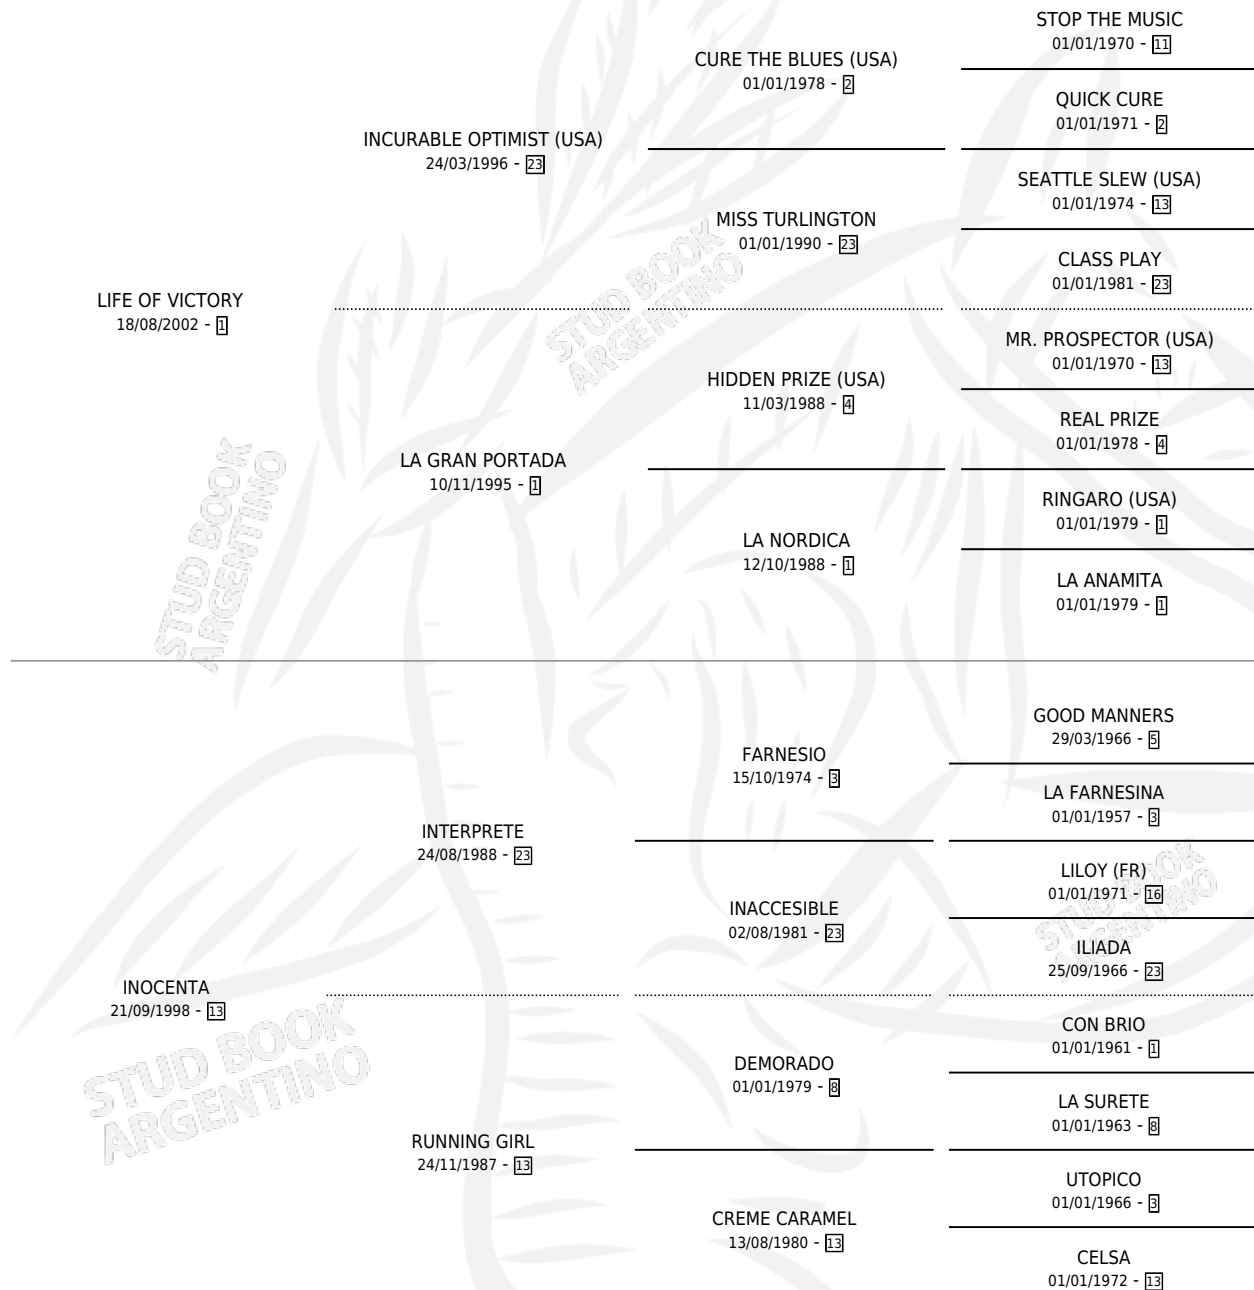 STOP THE MUSIC
01/01/1970 - 11
CURE THE BLUES (USA)
01/01/1978 - 2
QUICK CURE
01/01/1971 - 2
INCURABLE OPTIMIST (USA)
24/03/1996 - 23
SEATTLE SLEW (USA)
01/01/1974 - 13
MISS TURLINGTON
01/01/1990 - 23
CLASS PLAY
01/01/1981 - 23
LIFE OF VICTORY
18/08/2002 - 1
MR. PROSPECTOR (USA)
01/01/1970 - 13
HIDDEN PRIZE (USA)
11/03/1988 - 4
REAL PRIZE
01/01/1978 - 4
LA GRAN PORTADA
10/11/1995 - 1
RINGARO (USA)
01/01/1979 - 1
LA NORDICA
12/10/1988 - 1
LA ANAMITA
01/01/1979 - 1
GOOD MANNERS
29/03/1966 - 5
FARNESIO
15/10/1974 - 3
LA FARNESINA
01/01/1957 - 3
INTERPRETE
24/08/1988 - 23
LILOY (FR)
01/01/1971 - 16
INACCESIBLE
02/08/1981 - 23
ILIADA
25/09/1966 - 23
INOCENTA
21/09/1998 - 13
CON BRIO
01/01/1961 - 1
DEMORADO
01/01/1979 - 8
LA SURETE
01/01/1963 - 8
RUNNING GIRL
24/11/1987 - 13
UTOPICO
01/01/1966 - 3
CREME CARAMEL
13/08/1980 - 13
CELSA
01/01/1972 - 13
STUD BOOK
ARGENTINO
STUD BOOK
ARGENTINO
STUD BOOK
ARGENTINO
STUD BOOK
ARGENTINO